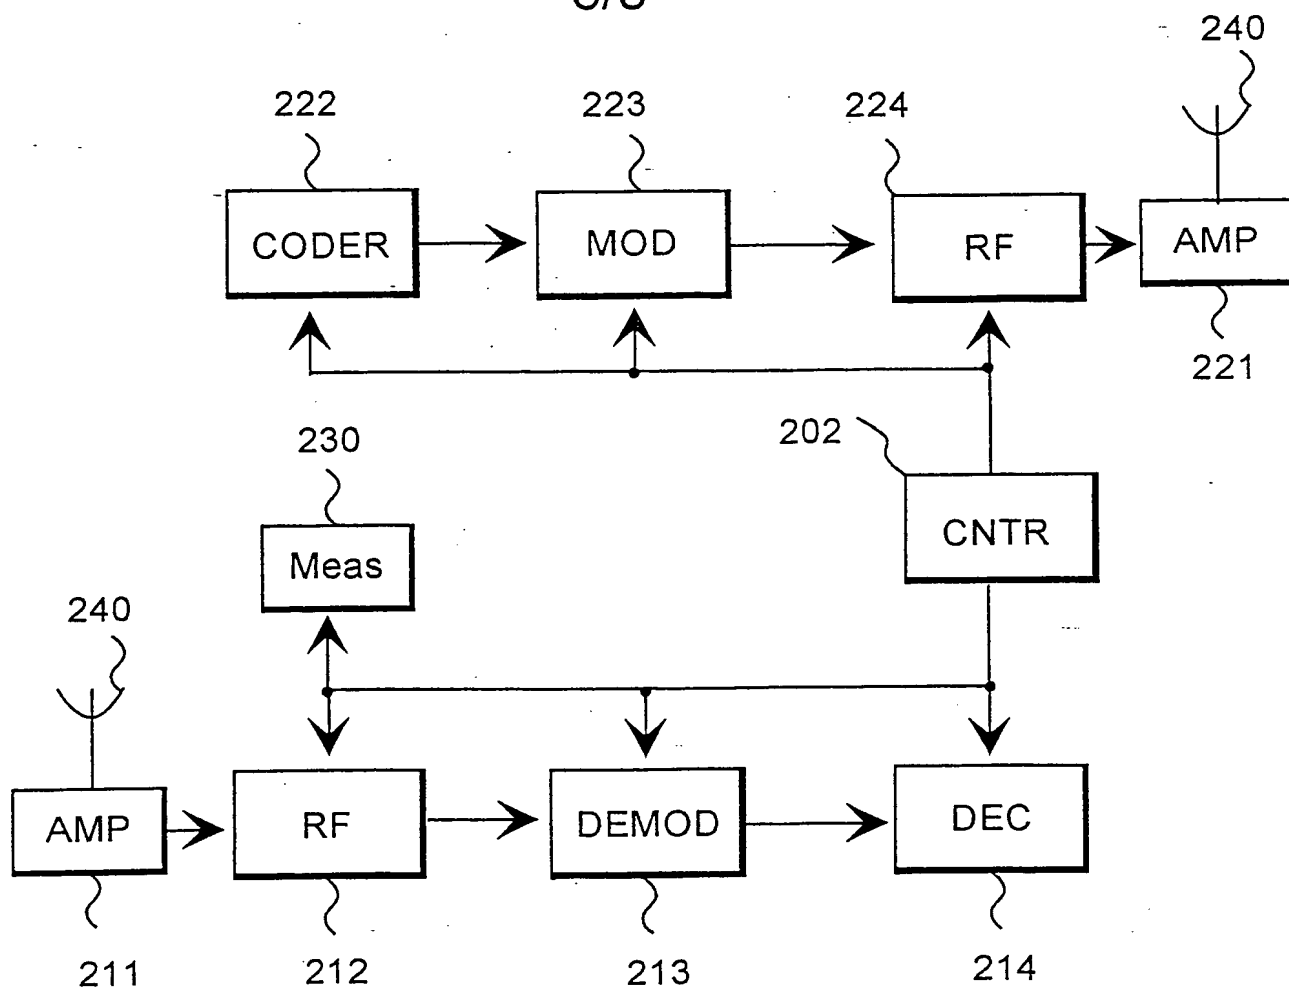 240
222 223 224
CODER MOD RF AMP
221
230 202
Meas CNTR
240
AMP RF DEMOD DEC
211 212 213 214